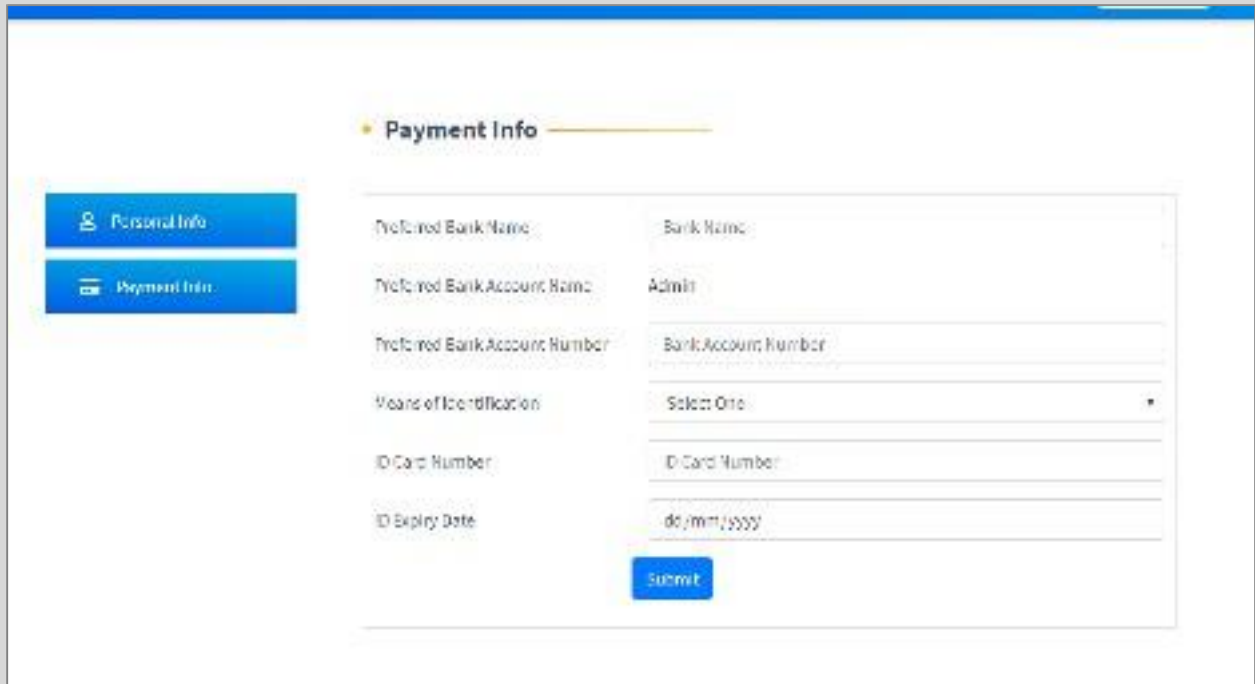 Payment Info
Personal Info
Payment Info
Preferred Bank Name
Bank Name
Preferred Bank Account Name
Admin
Preferred Bank Account Number
Bank Account Number
Means of Identification
Select One
ID Card Number
ID Card Number
ID Expiry Date
dd/mm/yyyy
Submit